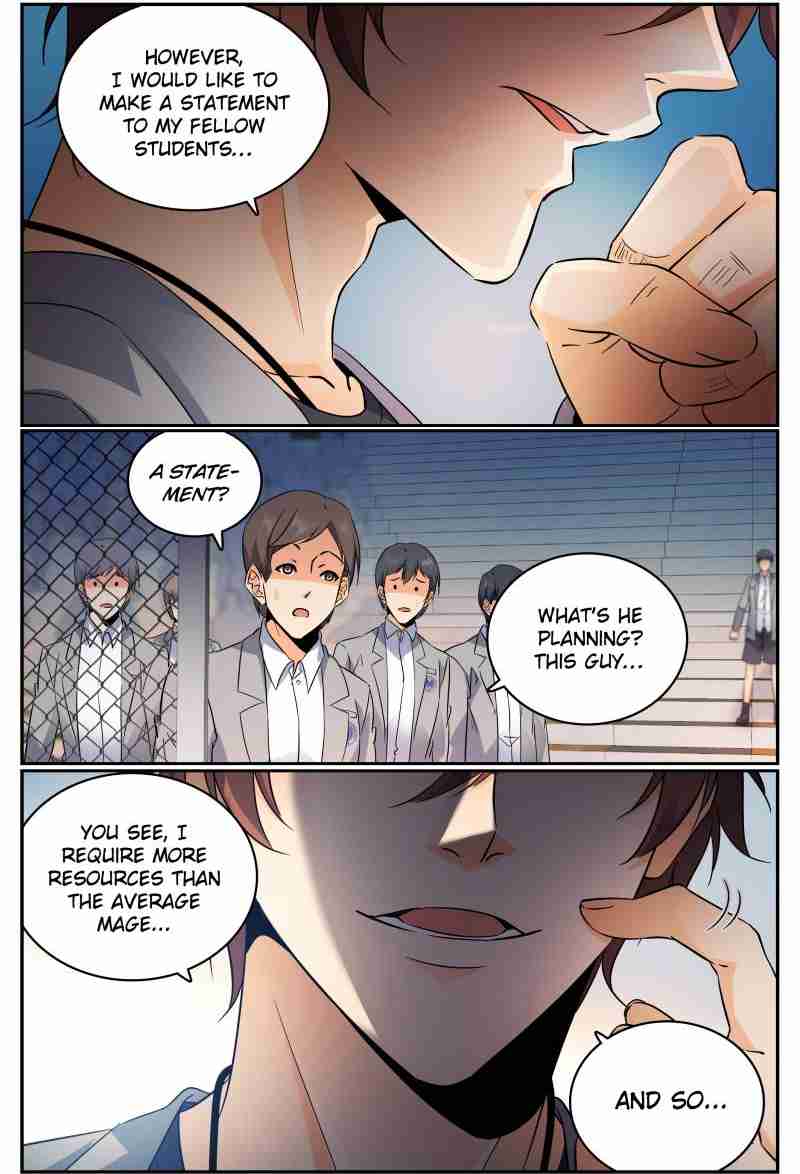 HOWEVER,
I WOULD LIKE TO
MAKE A STATEMENT
TO MY FELLOW
STUDENTS...
A STATE-
MENT?
WHAT'S HE
PLANNING?
THIS GUY...
YOU SEE, I
REQUIRE MORE
RESOURCES THAN
THE AVERAGE
MAGE...
AND SO...